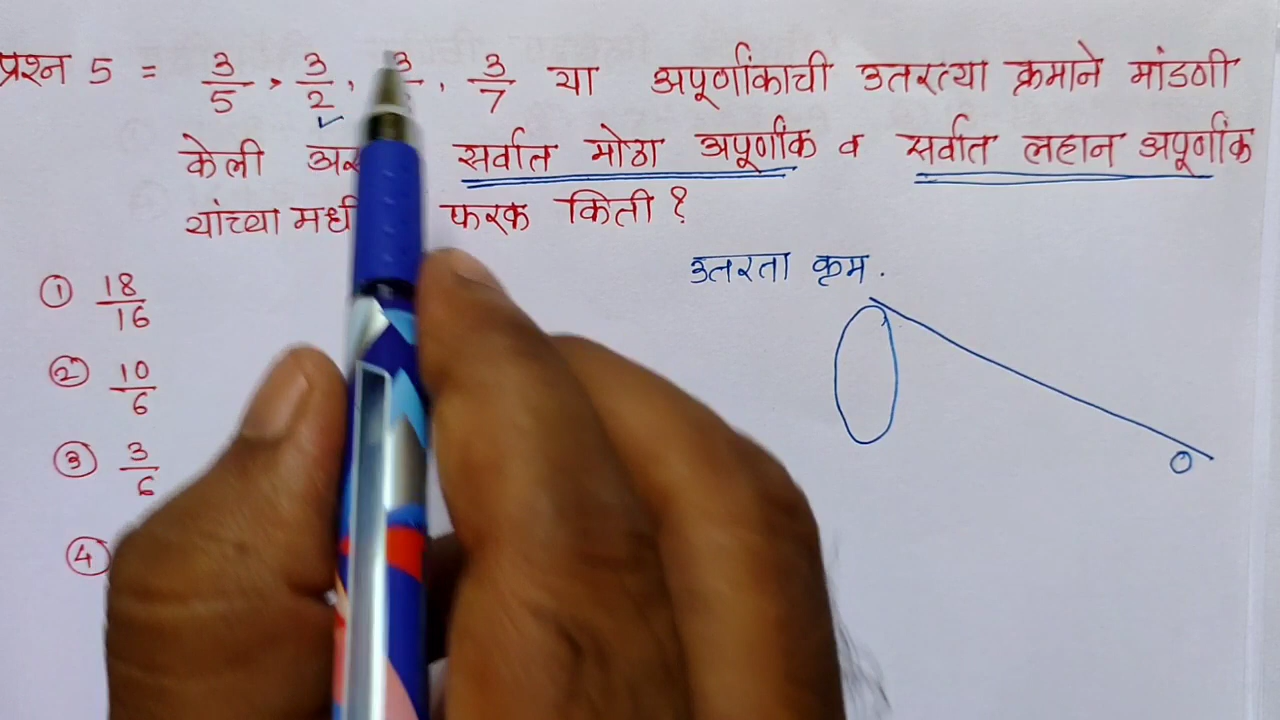 प्रश्न 5 = 3/5, 3/2, 3/ , 3/7 या अपूर्णांकाची उतरत्या क्रमाने मांडणी
केली सर्वात मोठा अपूर्णांक व सर्वात लहान अपूर्णांक
यांच्या फरक किती?
उतरता क्रम.
① 18/16
② 10/6
③ 3/6
④